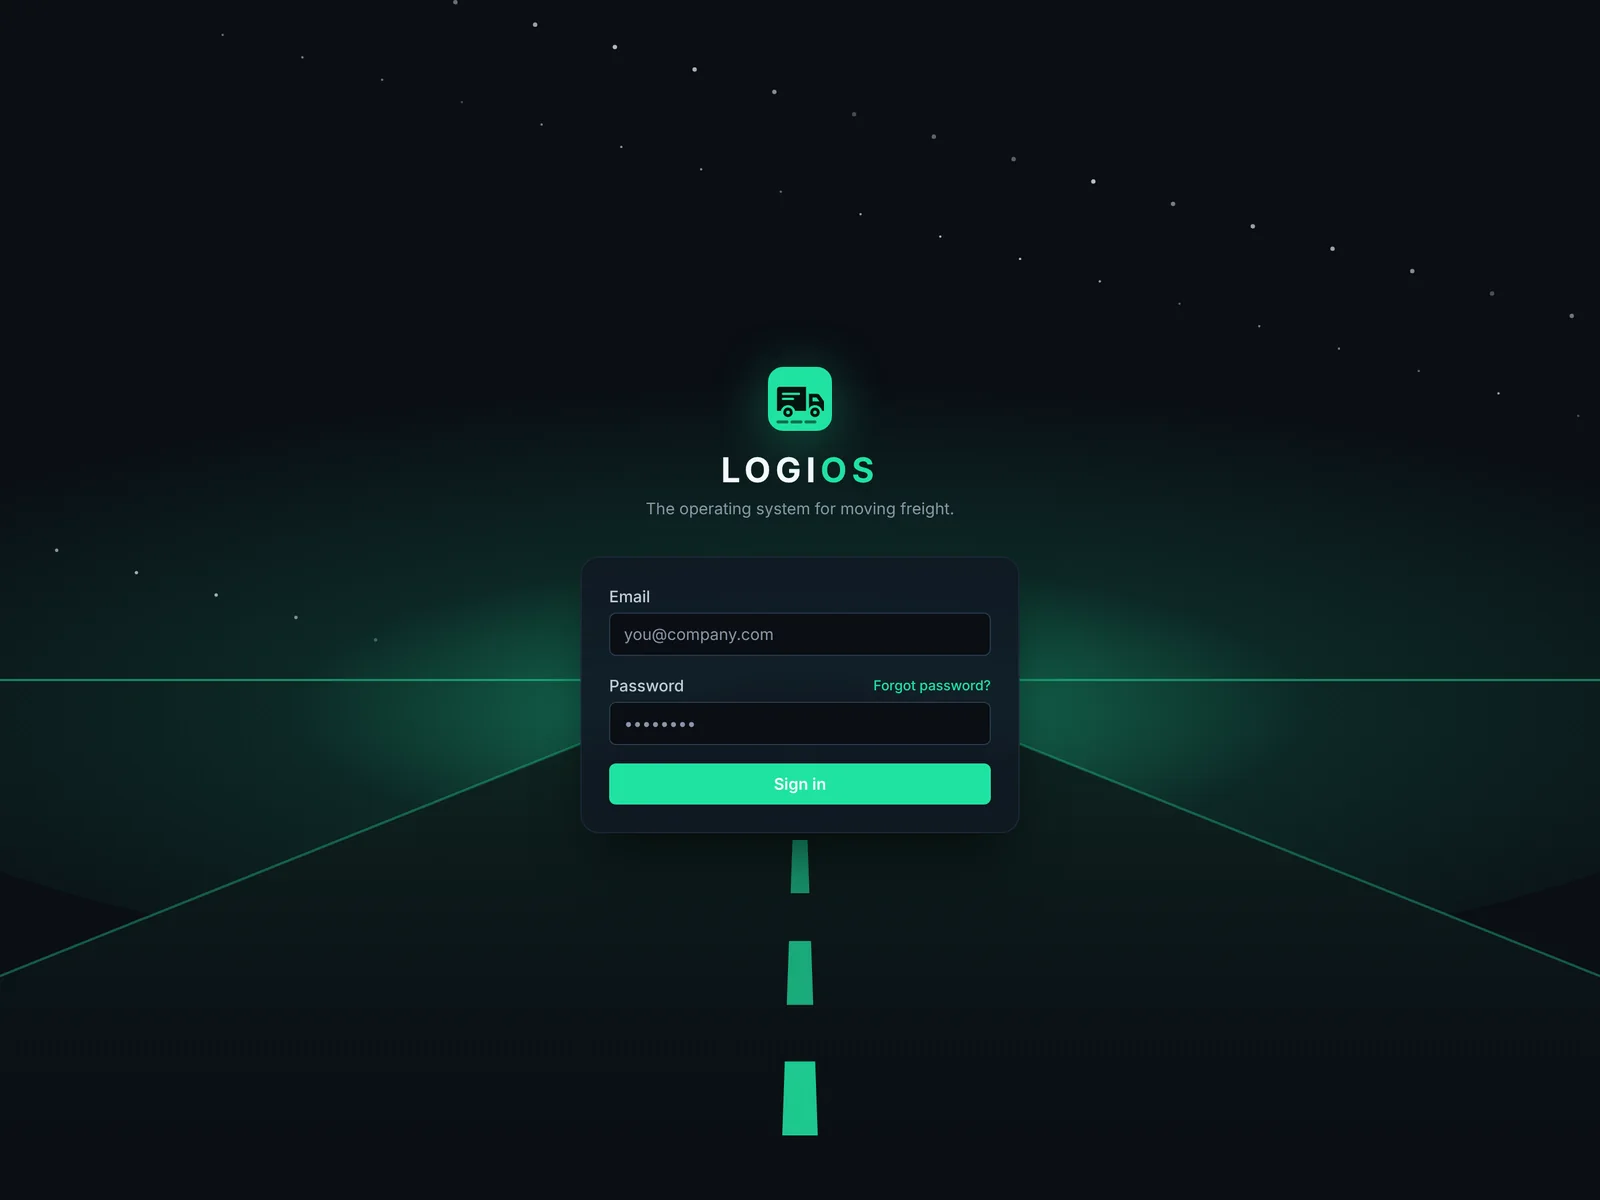 LOGIOS
The operating system for moving freight.
Email
you@company.com
Password Forgot password?
••••••••
Sign in